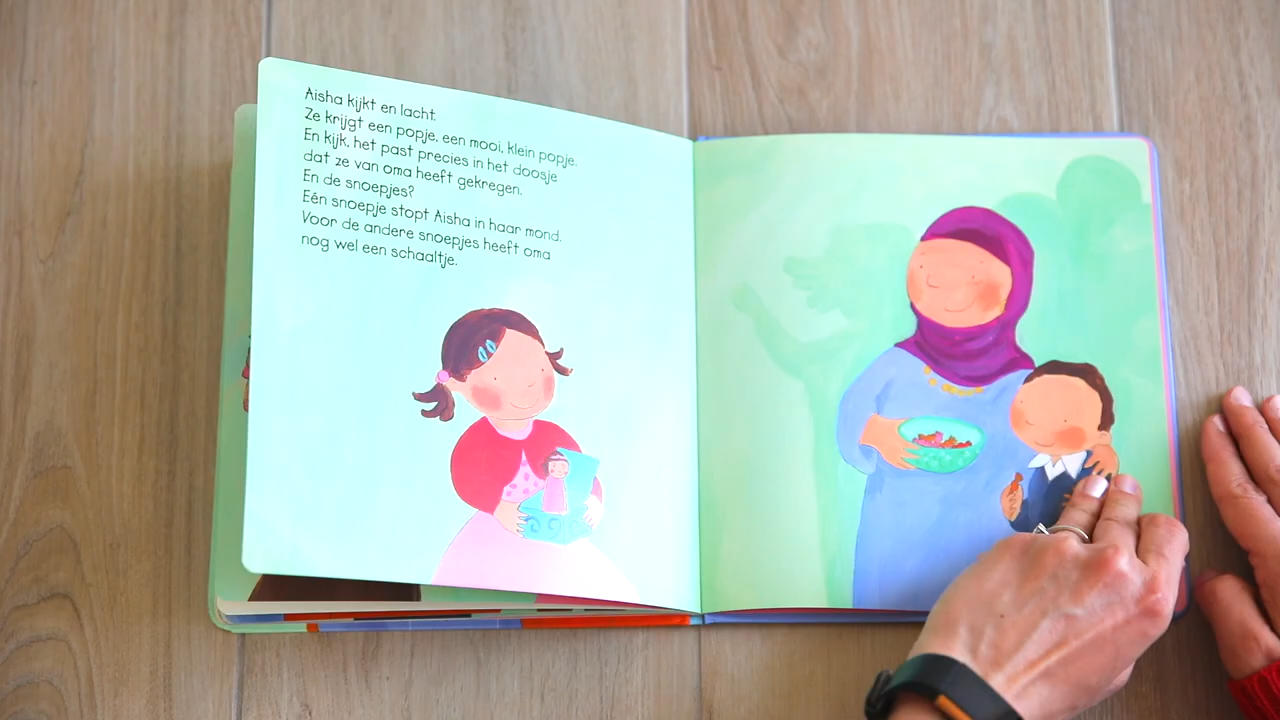 Aisha kijkt en lacht.
Ze krijgt een popje, een mooi, klein popje.
En kijk, het past precies in het doosje
dat ze van oma heeft gekregen.
En de snoepjes?
Eén snoepje stopt Aisha in haar mond.
Voor de andere snoepjes heeft oma
nog wel een schaaltje.